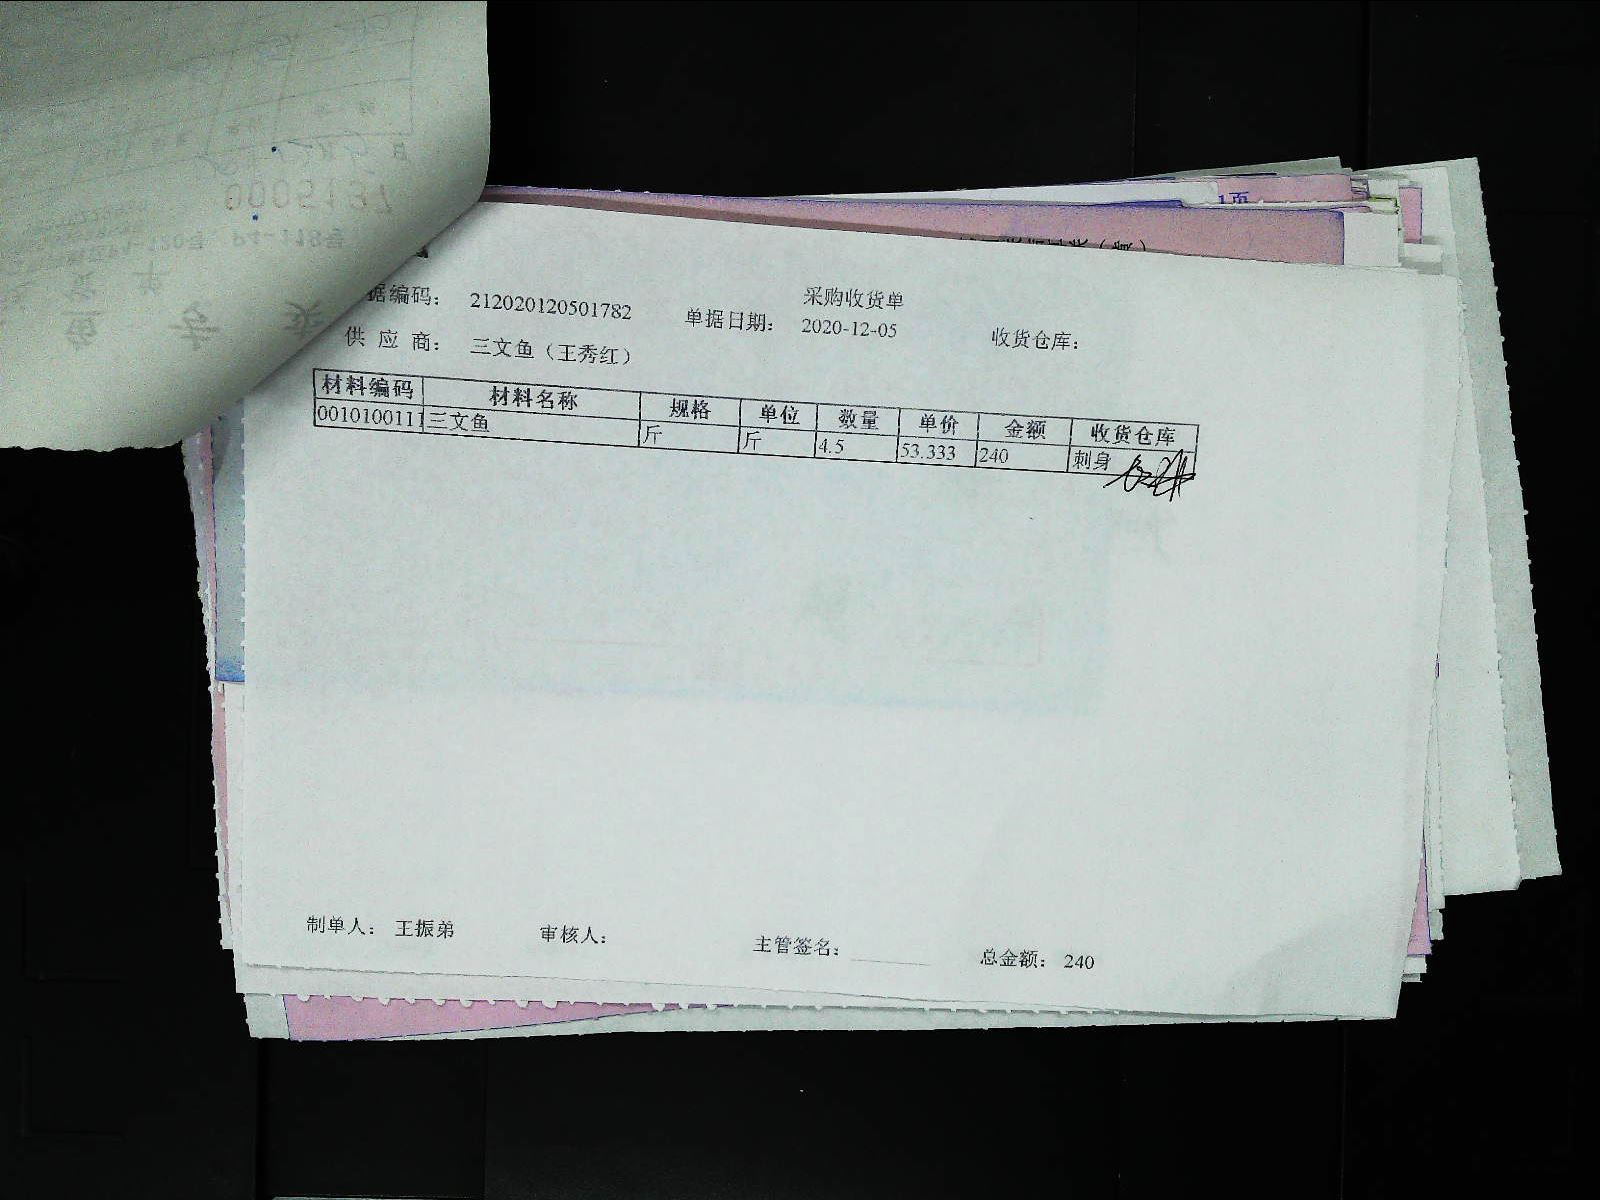 采购收货单
据编码： 212020120501782 单据日期： 2020-12-05 收货仓库：
供应商： 三文鱼（王秀红）
材料编码 材料名称 规格 单位 数量 单价 金额 收货仓库
0010100111 三文鱼 斤 斤 4.5 53.333 240 刺身
制单人： 王振弟 审核人： 主管签名： 总金额： 240
1页
0005137